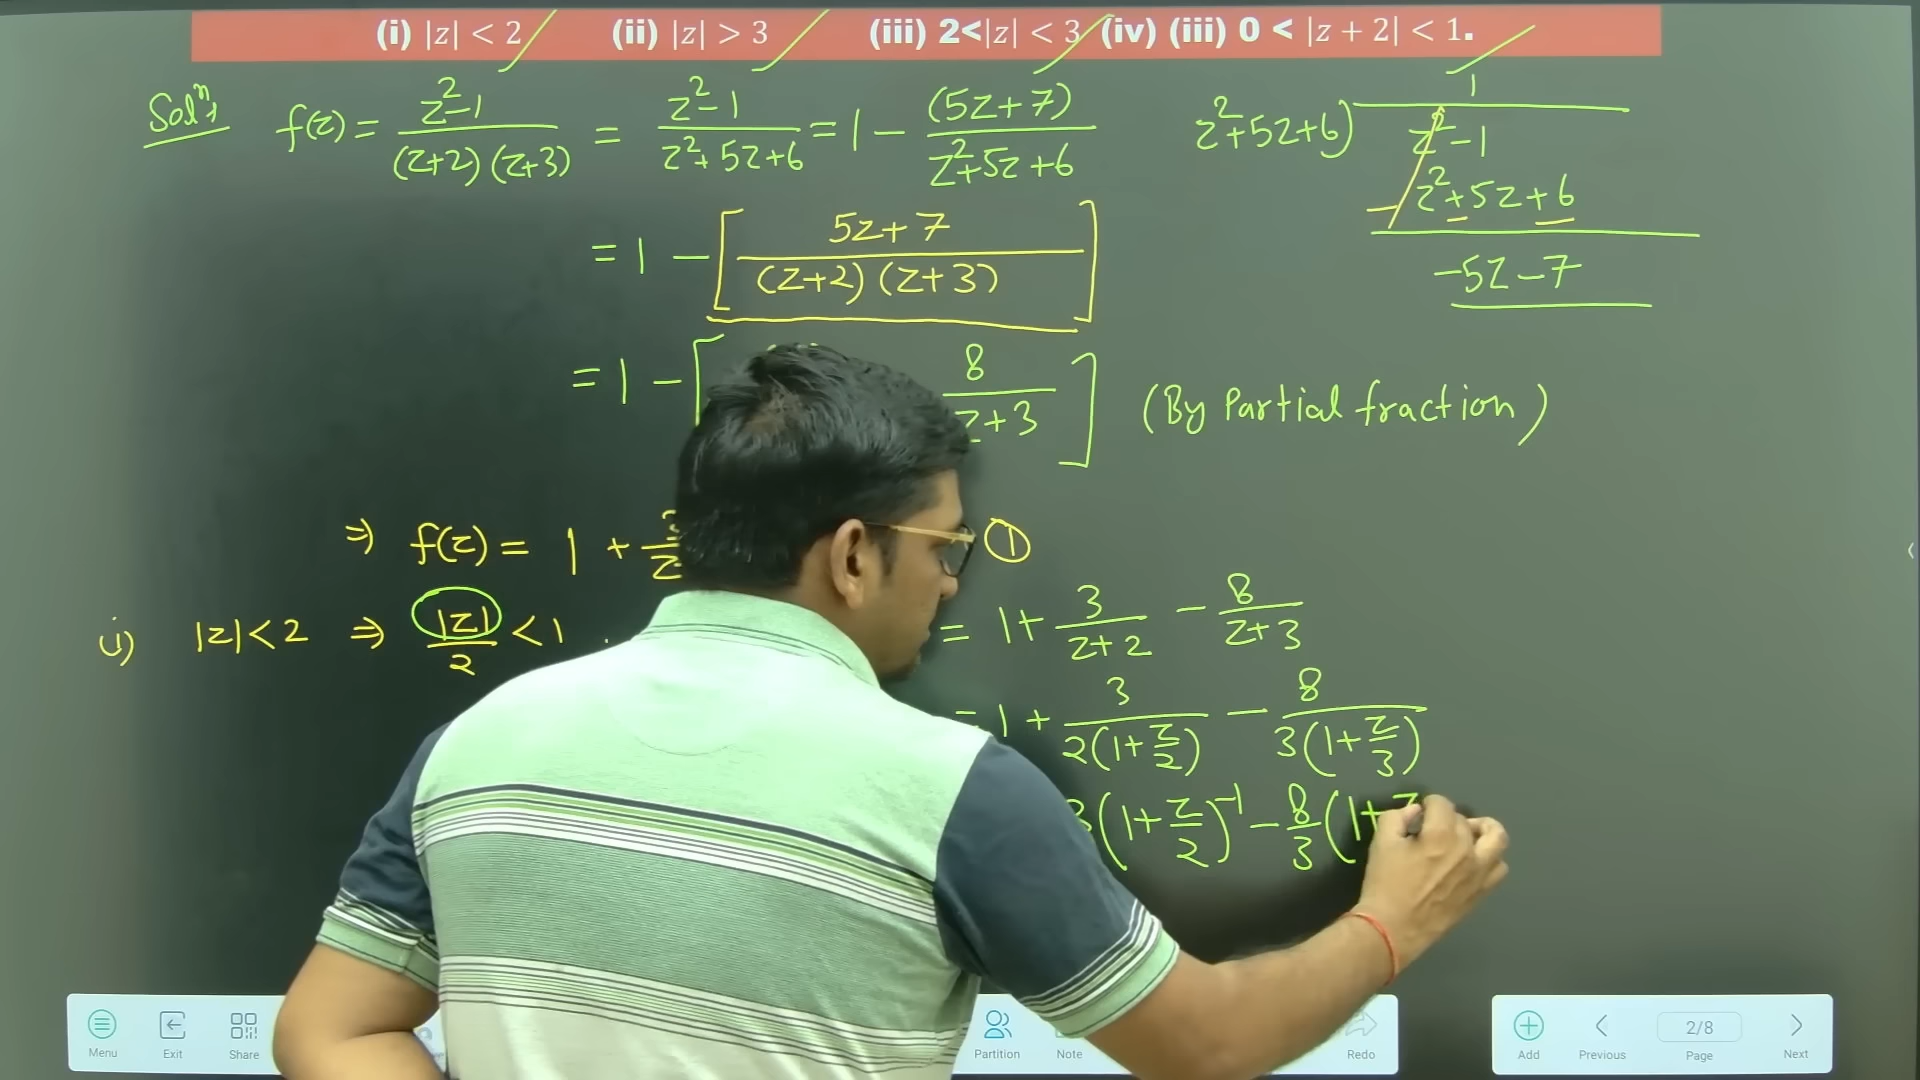 (i) |z| < 2 (ii) |z| > 3 (iii) 2<|z| < 3 (iv) (iii) 0 < |z + 2| < 1.
Solⁿ, f(z) = z²-1 / (z+2)(z+3) = z²-1 / z²+5z+6 = 1 - (5z+7) / z²+5z+6
= 1 - [ 5z+7 / (z+2)(z+3) ]
= 1 - [ 8 / z+3 ] (By Partial fraction)
⇒ f(z) = 1 + ①
i) |z|<2 ⇒ |z|/2 < 1
= 1 + 3/z+2 - 8/z+3
= 1 + 3 / 2(1+z/2) - 8 / 3(1+z/3)
3 (1+z/2)⁻¹ - 8/3 (1+z
1
z²+5z+6) z²-1
- z²+5z+6
-5z-7
Menu Exit Share Partition Note Redo Add Previous 2/8 Page Next